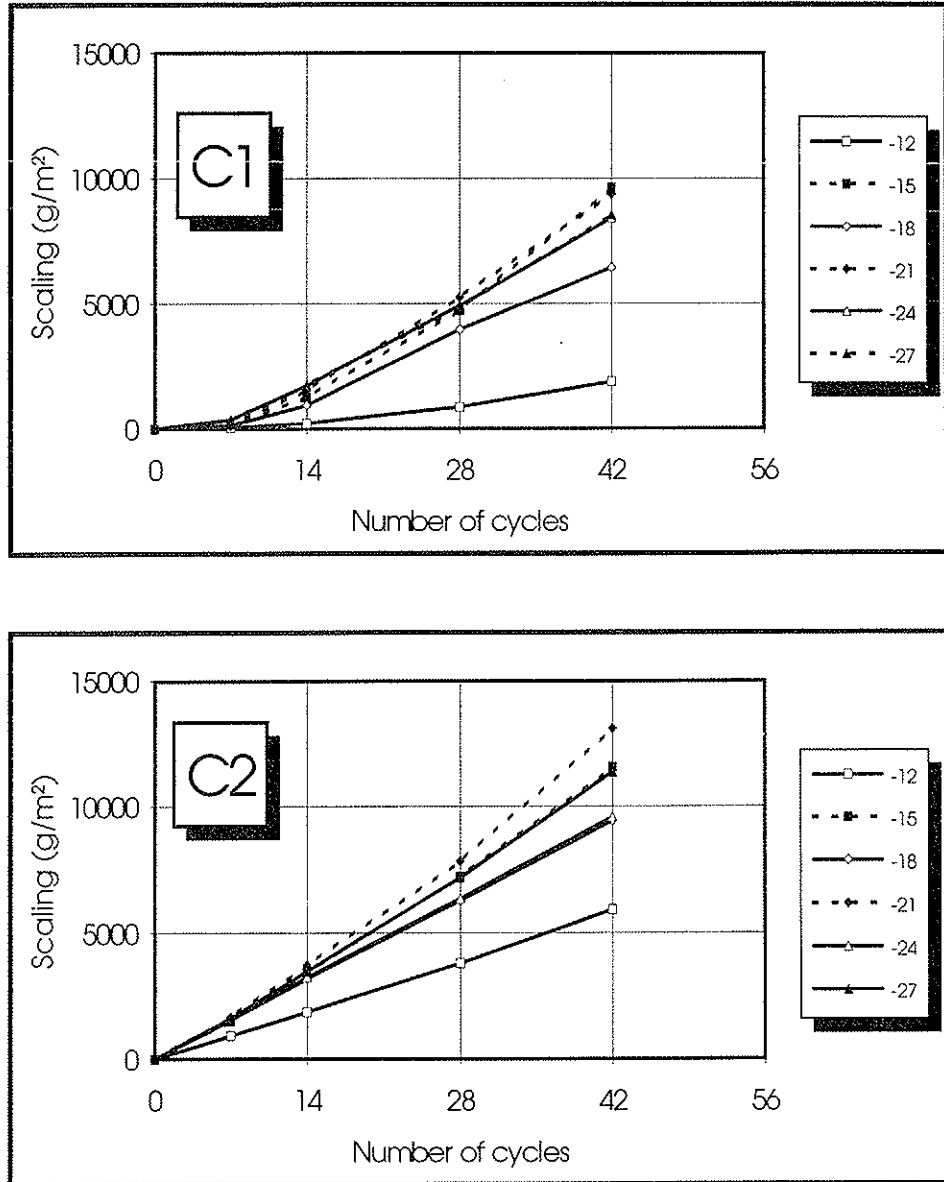 15000
C1
10000
5000
0
Scaling (g/m²)
0 14 28 42 56
Number of cycles
-12
-15
-18
-21
-24
-27
15000
C2
10000
5000
0
Scaling (g/m²)
0 14 28 42 56
Number of cycles
-12
-15
-18
-21
-24
-27